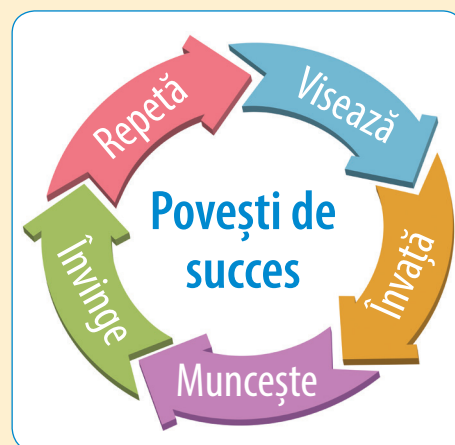 Povești de
succes
Visează
Învață
Muncește
Învinge
Repetă